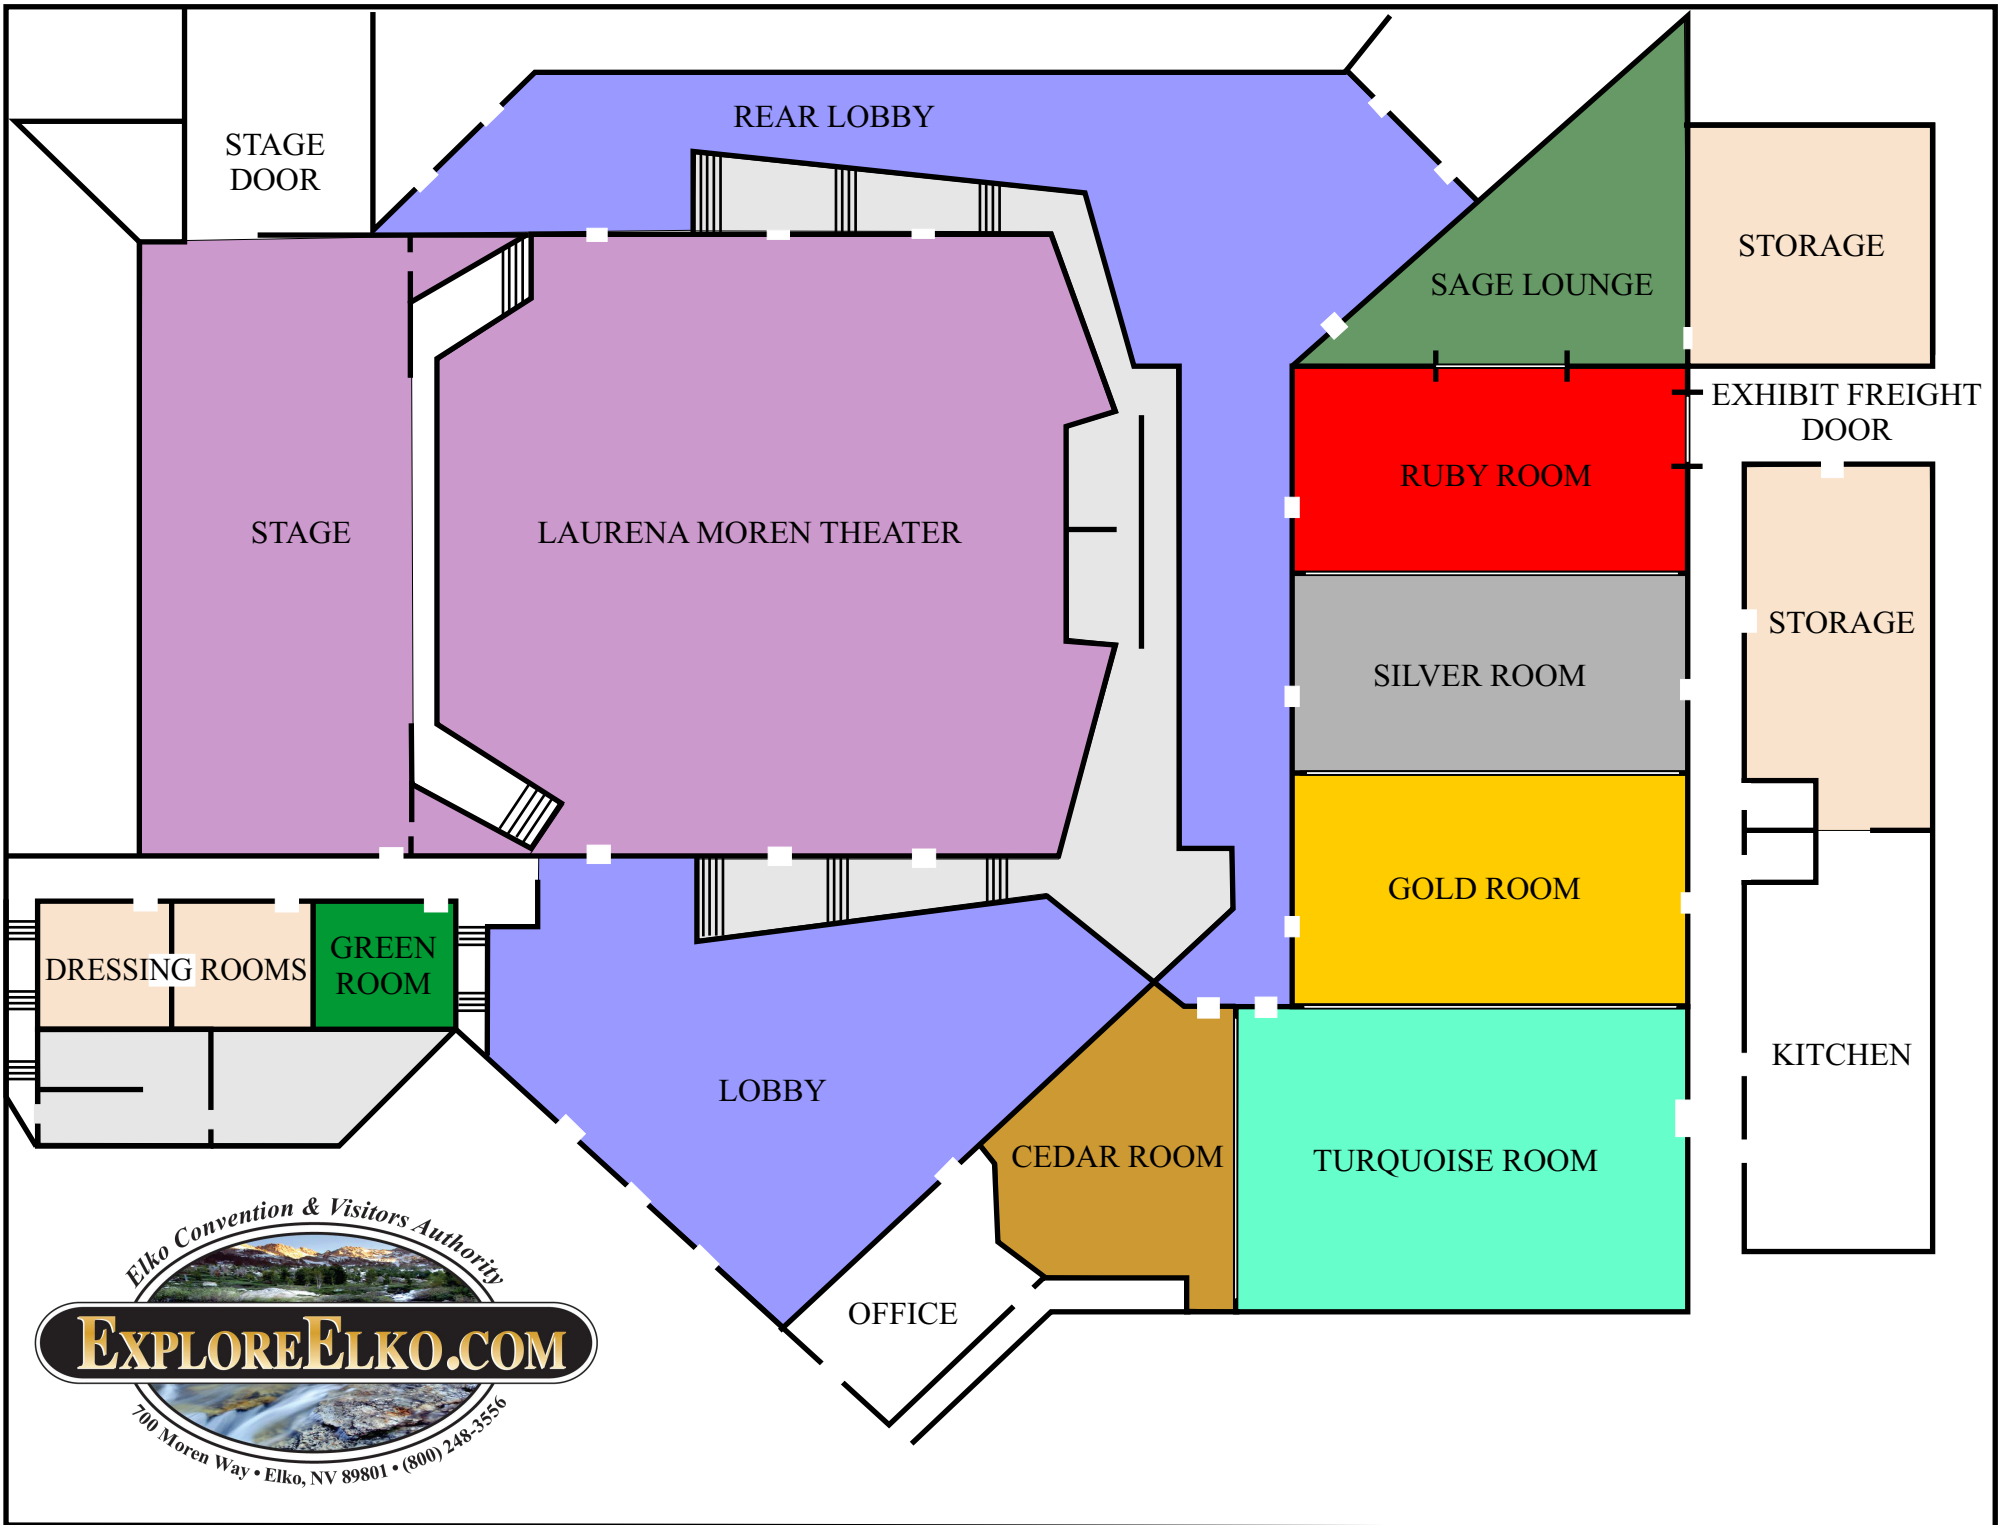 REAR LOBBY
STAGE
DOOR
STORAGE
SAGE LOUNGE
EXHIBIT FREIGHT
DOOR
RUBY ROOM
STAGE
LAURENA MOREN THEATER
STORAGE
SILVER ROOM
GOLD ROOM
GREEN
ROOM
DRESSING ROOMS
KITCHEN
LOBBY
CEDAR ROOM
TURQUOISE ROOM
OFFICE
Elko Convention & Visitors Authority
EXPLOREELKO.COM
700 Moren Way • Elko, NV 89801 • (800) 248-3556